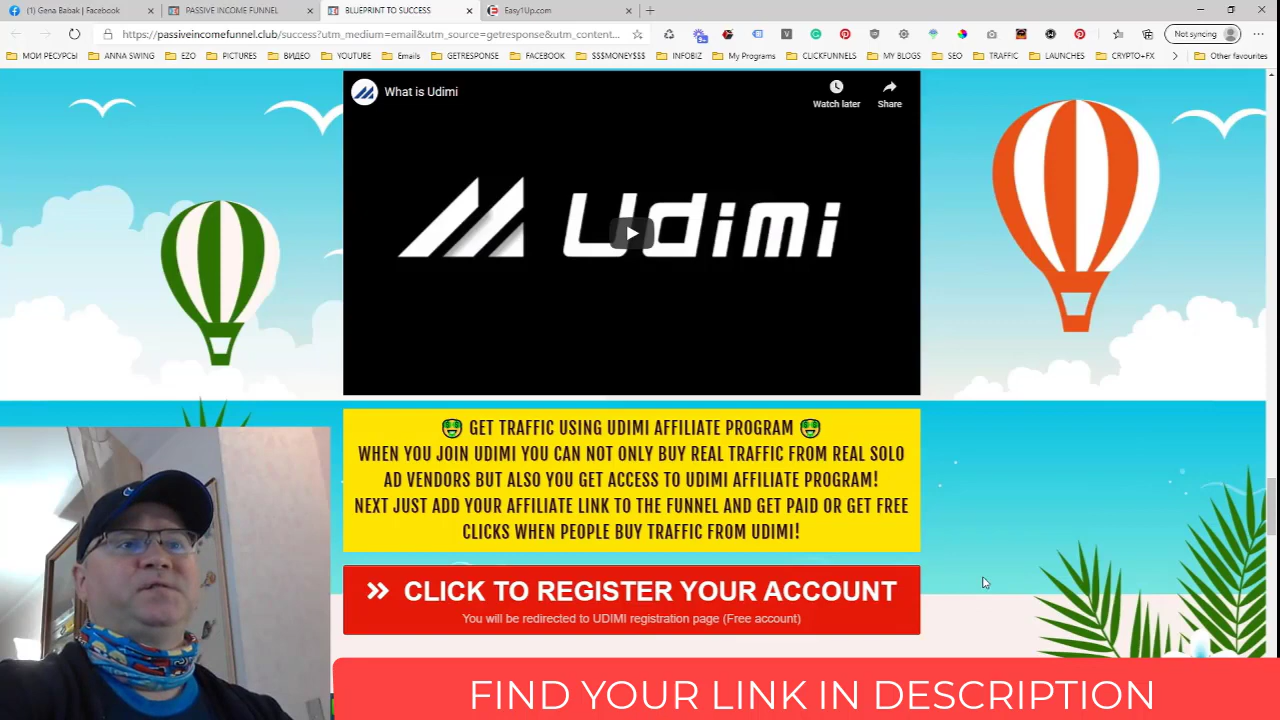 (1) Gena Babak | Facebook
PASSIVE INCOME FUNNEL
BLUEPRINT TO SUCCESS
Easy1Up.com
https://passiveincomefunnel.club/success?utm_medium=email&utm_source=getresponse&utm_content...
Not syncing
МОИ РЕСУРСЫ
ANNA SWING
EZO
PICTURES
ВИДЕО
YOUTUBE
Emails
GETRESPONSE
FACEBOOK
$$$MONEY$$$
INFOBIZ
My Programs
CLICKFUNNELS
MY BLOGS
SEO
TRAFFIC
LAUNCHES
CRYPTO+FX
Other favourites
What is Udimi
Watch later
Share
Udimi
GET TRAFFIC USING UDIMI AFFILIATE PROGRAM
WHEN YOU JOIN UDIMI YOU CAN NOT ONLY BUY REAL TRAFFIC FROM REAL SOLO
AD VENDORS BUT ALSO YOU GET ACCESS TO UDIMI AFFILIATE PROGRAM!
NEXT JUST ADD YOUR AFFILIATE LINK TO THE FUNNEL AND GET PAID OR GET FREE
CLICKS WHEN PEOPLE BUY TRAFFIC FROM UDIMI!
» CLICK TO REGISTER YOUR ACCOUNT
You will be redirected to UDIMI registration page (Free account)
FIND YOUR LINK IN DESCRIPTION